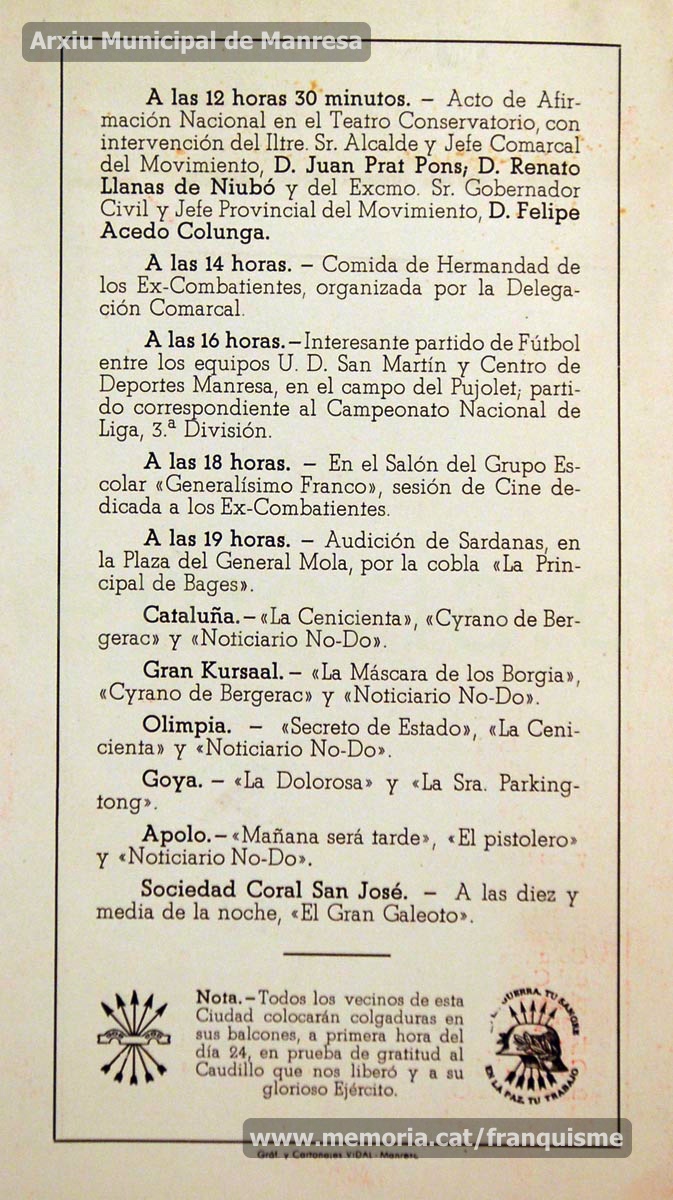 Arxiu Municipal de Manresa
A las 12 horas 30 minutos. – Acto de Afir-
mación Nacional en el Teatro Conservatorio, con
intervención del Iltre. Sr. Alcalde y Jefe Comarcal
del Movimiento, D. Juan Prat Pons; D. Renato
Llanas de Niubó y del Excmo. Sr. Gobernador
Civil y Jefe Provincial del Movimiento, D. Felipe
Acedo Colunga.
A las 14 horas. – Comida de Hermandad de
los Ex-Combatientes, organizada por la Delega-
ción Comarcal.
A las 16 horas. – Interesante partido de Fútbol
entre los equipos U. D. San Martín y Centro de
Deportes Manresa, en el campo del Pujolet; parti-
do correspondiente al Campeonato Nacional de
Liga, 3.ª División.
A las 18 horas. – En el Salón del Grupo Es-
colar «Generalísimo Franco», sesión de Cine de-
dicada a los Ex-Combatientes.
A las 19 horas. – Audición de Sardanas, en
la Plaza del General Mola, por la cobla «La Prin-
cipal de Bages».
Cataluña. – «La Cenicienta», «Cyrano de Ber-
gerac» y «Noticiario No-Do».
Gran Kursaal. – «La Máscara de los Borgia»,
«Cyrano de Bergerac» y «Noticiario No-Do».
Olimpia. – «Secreto de Estado», «La Ceni-
cienta» y «Noticiario No-Do».
Goya. – «La Dolorosa» y «La Sra. Parking-
tong».
Apolo. – «Mañana será tarde», «El pistolero»
y «Noticiario No-Do».
Sociedad Coral San José. – A las diez y
media de la noche, «El Gran Galeoto».
Nota. – Todos los vecinos de esta
Ciudad colocarán colgaduras en
sus balcones, a primera hora del
día 24, en prueba de gratitud al
Caudillo que nos liberó y a su
glorioso Ejército.
GUERRA, TU SANGRE
EN LA PAZ, TU TRABAJO
www.memoria.cat/franquisme
Gráf. y Cartonajes VIDAL - Manresa